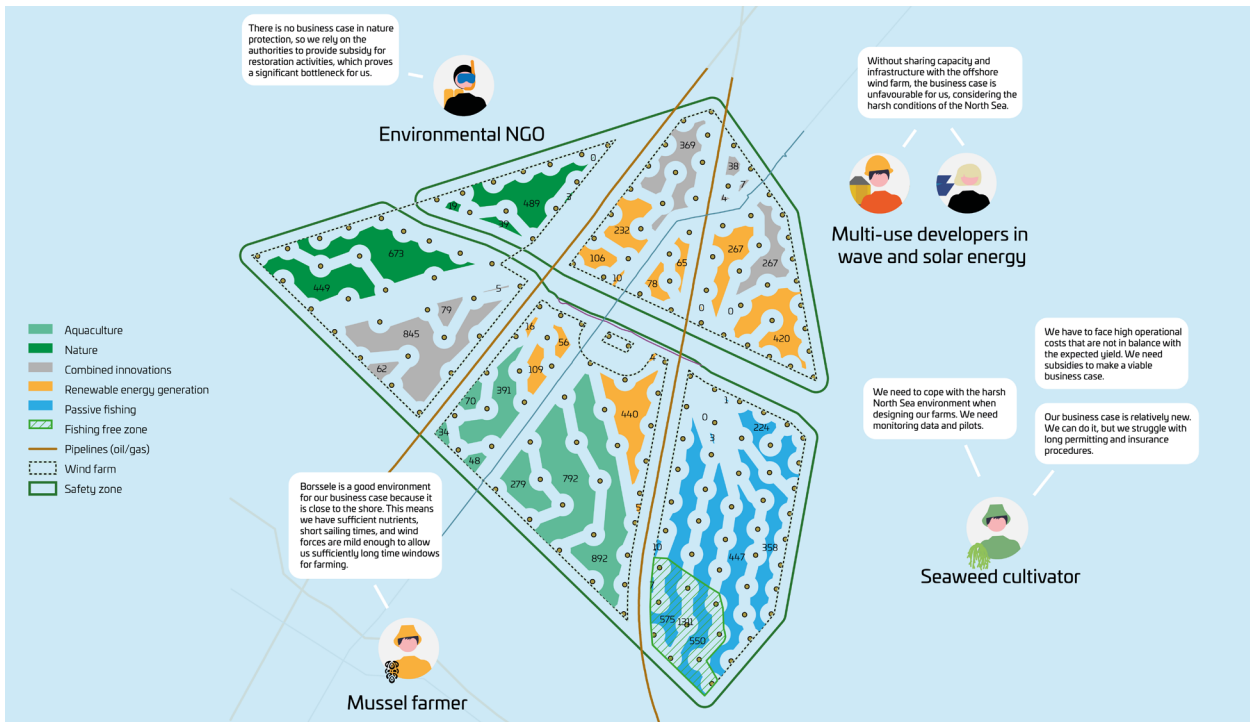 There is no business case in nature
protection, so we rely on the
authorities to provide subsidy for
restoration activities, which proves
a significant bottleneck for us.
Environmental NGO
Without sharing capacity and
infrastructure with the offshore
wind farm, the business case is
unfavourable for us, considering the
harsh conditions of the North Sea.
Multi-use developers in
wave and solar energy
0
369
38
7
4
19
489
3
39
232
106
10
65
78
267
267
0
0
420
673
449
5
79
845
62
16
56
109
391
70
34
48
440
279
792
892
5
1
0
3
224
10
447
358
7
575
1311
550
Aquaculture
Nature
Combined innovations
Renewable energy generation
Passive fishing
Fishing free zone
Pipelines (oil/gas)
Wind farm
Safety zone
We have to face high operational
costs that are not in balance with
the expected yield. We need
subsidies to make a viable
business case.
We need to cope with the harsh
North Sea environment when
designing our farms. We need
monitoring data and pilots.
Our business case is relatively new.
We can do it, but we struggle with
long permitting and insurance
procedures.
Seaweed cultivator
Borssele is a good environment
for our business case because it
is close to the shore. This means
we have sufficient nutrients,
short sailing times, and wind
forces are mild enough to allow
us sufficiently long time windows
for farming.
Mussel farmer